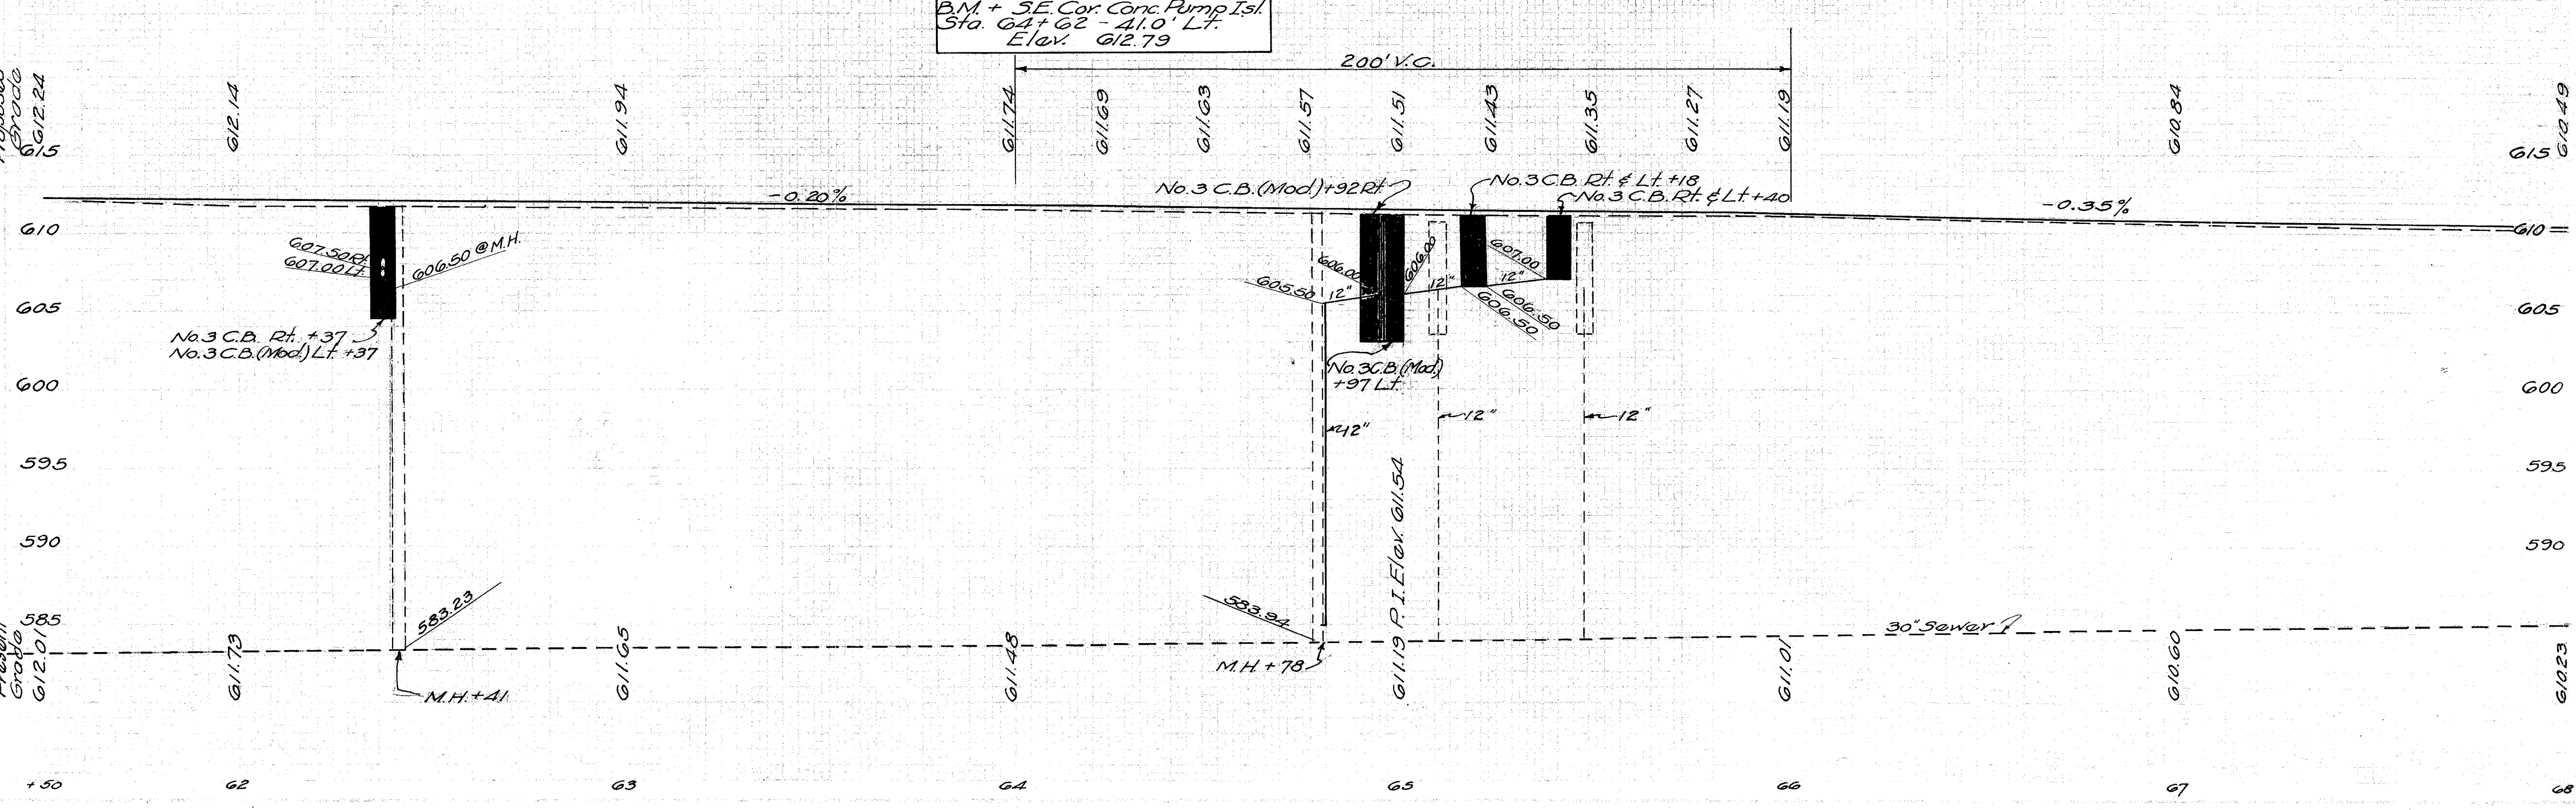 B.M. + S.E. Cor. Conc. Pump Isl.
Sta. 64+62 - 41.0' Lt.
Elev. 612.79
200' V.C.
Proposed
Grade
612.24
612.14
611.94
611.74
611.69
611.63
611.57
611.51
611.43
611.35
611.27
611.19
610.84
610.49
615
615
No.3 C.B. (Mod.) +92 Rt.
No.3 C.B. Rt. & Lt. +18
No.3 C.B. Rt. & Lt. +40
-0.20%
-0.35%
610
610
607.50 Rt.
607.00 Lt.
606.50 @ M.H.
605.50
12"
606.00
606.00
12"
607.00
12"
606.50
606.50
605
605
No.3 C.B. Rt. +37
No.3 C.B. (Mod.) Lt. +37
No.3 C.B. (Mod.)
+97 Lt.
600
600
12"
12"
12"
595
595
590
590
P.I. Elev. 611.54
583.23
583.94
585
30" Sewer
Present
Grade
612.01
611.73
611.65
611.48
611.19
611.01
610.60
610.23
M.H. +41
M.H. +78
+50
62
63
64
65
66
67
68